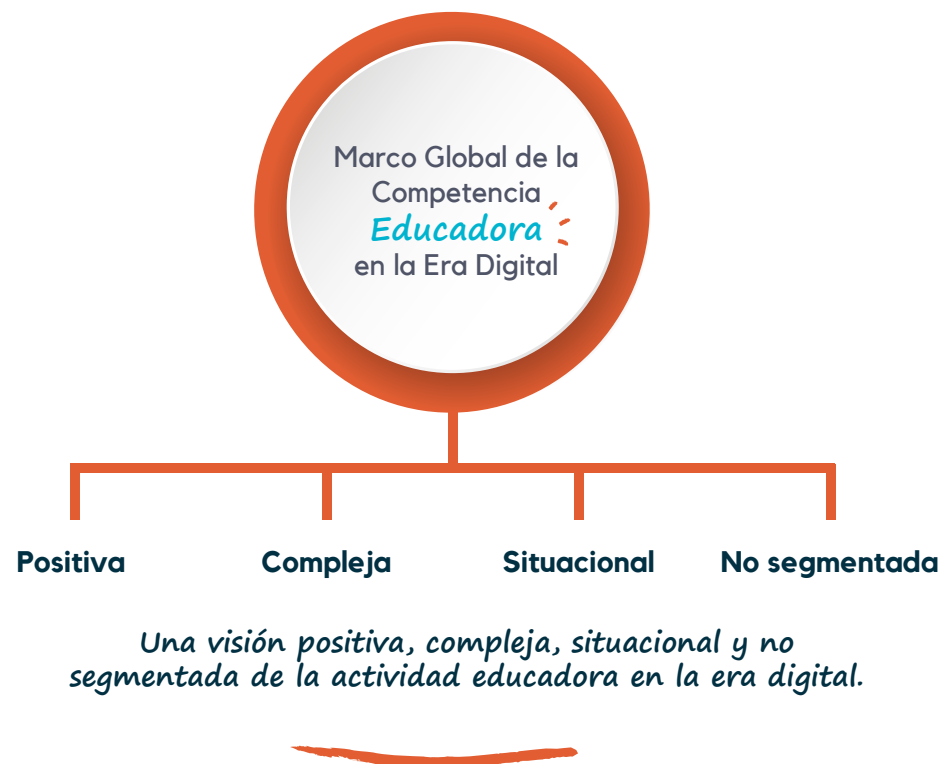 Marco Global de la
Competencia
Educadora
en la Era Digital
Positiva
Compleja
Situacional
No segmentada
Una visión positiva, compleja, situacional y no
segmentada de la actividad educadora en la era digital.